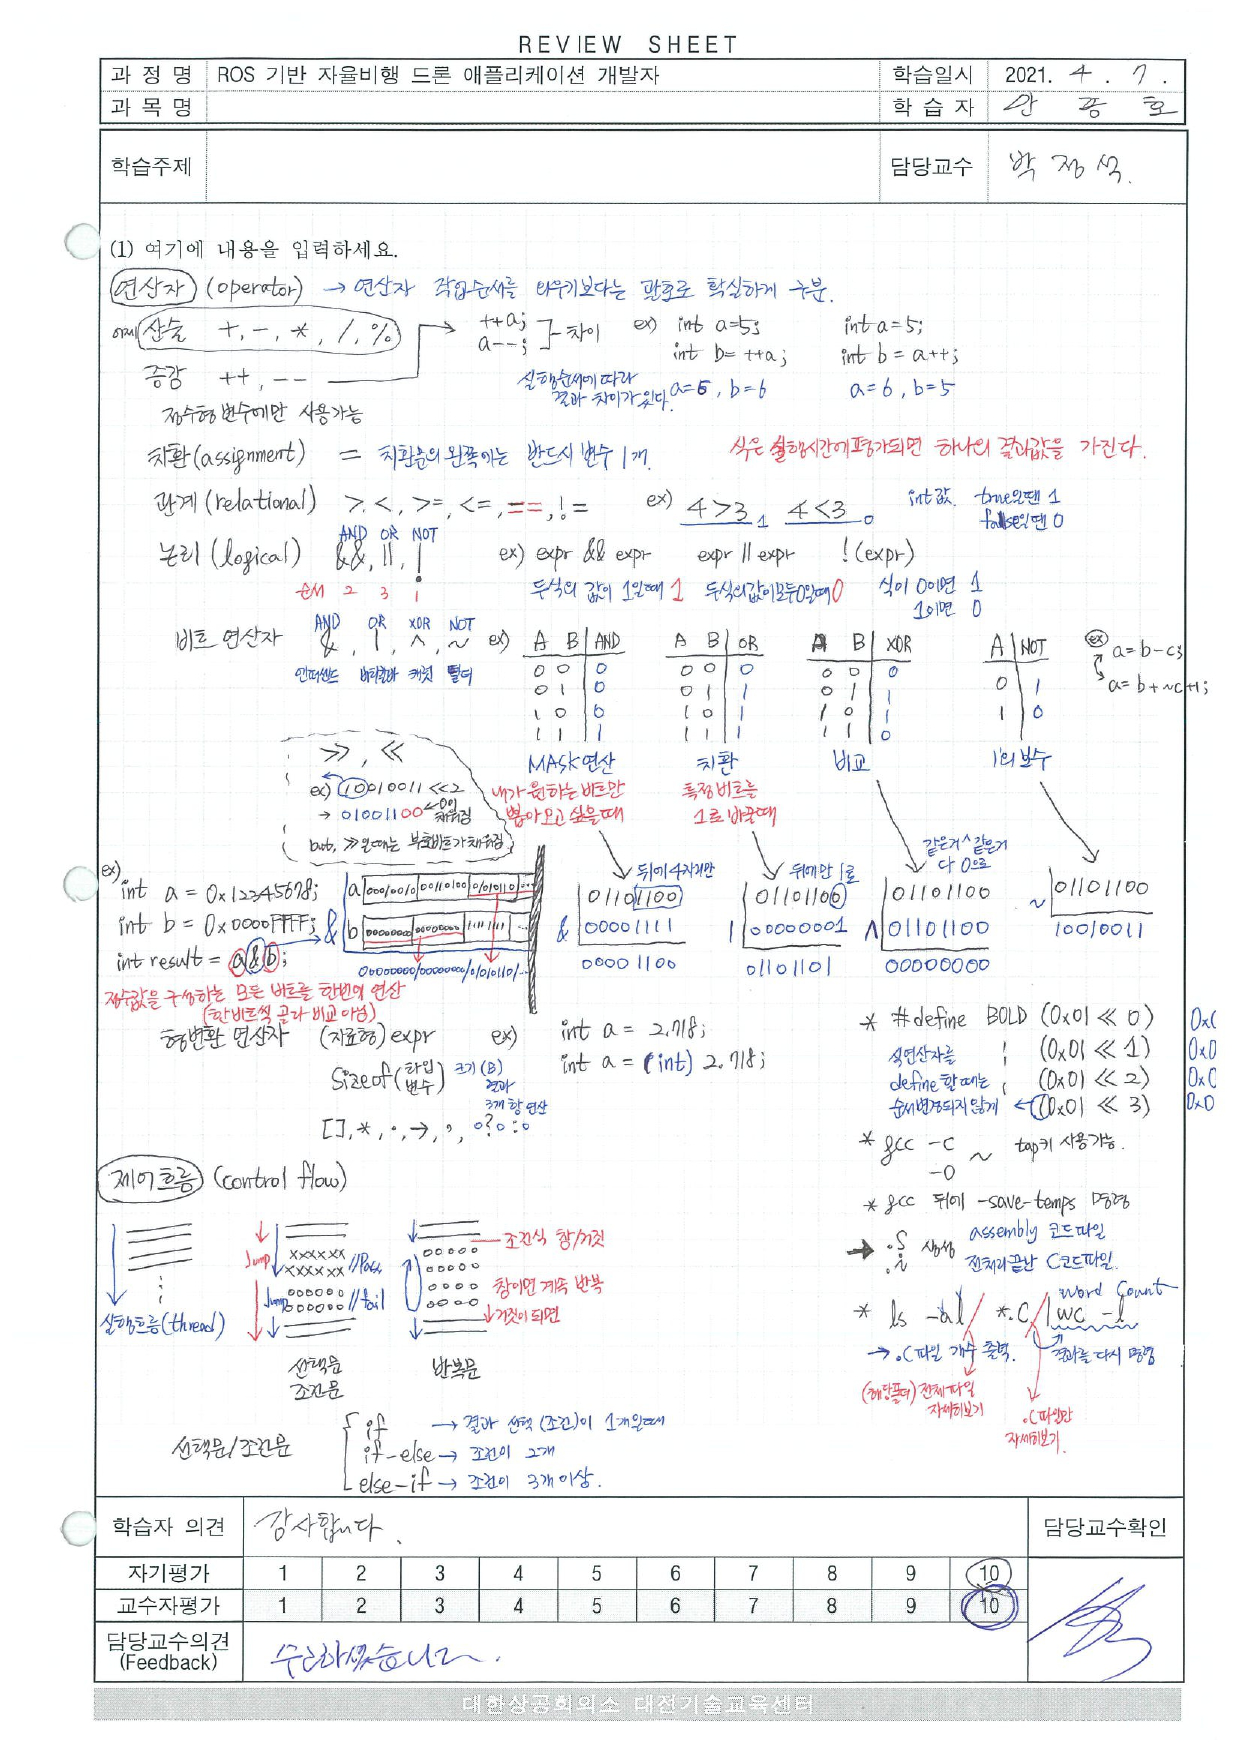 REVIEW SHEET
과 정 명 ROS 기반 자율비행 드론 애플리케이션 개발자 학습일시 2021. 4 . 7 .
과 목 명 학 습 자 안 종 호
학습주제 담당교수 박 정 석.
(1) 여기에 내용을 입력하세요.
연산자 (operator) → 연산자 작업순서를 외우기보다는 괄호로 확실하게 구분.
산술 +, -, *, /, %
++a;
a--; 차이
ex) int a=5; int a=5;
int b= ++a; int b = a++;
증감 ++, --
실행순서에 따라
결과 차이가 있다. a=6, b=6 a=6, b=5
정수형 변수에만 사용가능
치환(assignment) = 치환문의 왼쪽에는 반드시 변수 1개. 식은 실행시간에 평가되면 하나의 결과값을 가진다.
관계(relational) >, <, >=, <=, ==, != ex) 4>3 1 4<3 0 int값. true일땐 1
false일땐 0
AND OR NOT
논리(logical) &&, ||, ! ex) expr && expr expr || expr !(expr)
순서 2 3 1 두식의 값이 1일때 1 두식의값이모두0일때 0 식이 0이면 1
1이면 0
AND OR XOR NOT
비트 연산자 &, |, ^, ~ ex) A B AND A B OR A B XOR A NOT
캐럿 틸더
0 0 0 0 0 0 0 0 0 0 1
0 1 0 0 1 1 0 1 1 1 0
1 0 0 1 0 1 1 0 1
1 1 1 1 1 1 1 1 0
ex a=b-c;
a=b+~c+1;
MASK연산 치환 비교 1의 보수
내가 원하는 비트만
뽑아오고 싶을때
특정비트를
1로 바꿀때
>>, <<
ex) 10010011 <<2
→ 01001100 ← 0이 채워짐
but, >>일때는 부호비트가 채워짐
뒤에 4자리만 뒤에만 1로 같은거^같은거
다 0으로
ex)
int a = 0x12345678;
int b = 0x0000FFFF;
int result = a&b;
a 00010010 00110100 01010110 ...
& b 00000000 00000000 11111111 ...
00000000/00000000/01010110/...
01101100 01101100 01101100 01101100
& 00001111 | 00000001 ^ 01101100 ~
00001100 01101101 00000000 10010011
정수값을 구성하는 모든 비트를 한번에 연산
(한비트씩 골라 비교 아님)
형변환 연산자 (자료형) expr ex) int a = 2.718;
int a = (int) 2.718;
sizeof(타입
변수) 크기(B)
결과
3개 항 연산
[ ], *, ., →, , o?o:o
* #define BOLD (0x01 << 0) 0x0
식연산자를 (0x01 << 1) 0x0
define 할때는 (0x01 << 2) 0x0
순서변경되지않게 ← (0x01 << 3) 0x0
* gcc -c
-o ~ tap키 사용가능.
* gcc 뒤에 -save-temps 명령
→ .S 생성 assembly 코드파일
.i 전처리끝난 C코드파일.
word count
* ls -al / *.c / | wc -l
→ .C파일 개수 출력. 결과를 다시 명령
(해당폴더) 전체파일
자세히보기
.C파일만
자세히보기.
제어흐름 (control flow)
실행흐름(thread)
Jump xxxxxx //Pass
xxxxxx
Jump oooooo //fail
oooooo
선택문
조건문
조건식 참/거짓
참이면 계속 반복
거짓이 되면
반복문
선택문/조건문 if → 결과 선택(조건)이 1개일때
if-else → 조건이 2개
else-if → 조건이 3개 이상.
학습자 의견 감사합니다. 담당교수확인
자기평가 1 2 3 4 5 6 7 8 9 10
교수자평가 1 2 3 4 5 6 7 8 9 10
담당교수의견
(Feedback) 수고하셨습니다.
대한상공회의소 대전기술교육센터